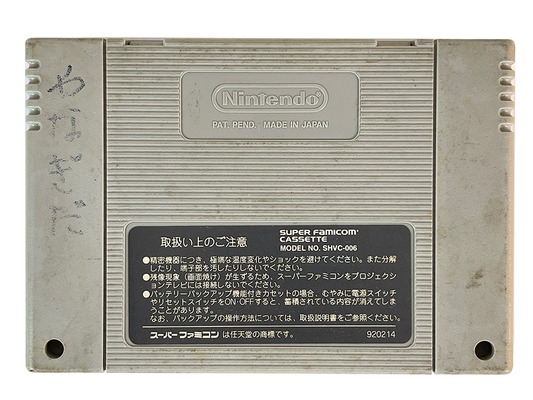 Nintendo
PAT. PEND. MADE IN JAPAN
取扱い上のご注意
SUPER FAMICOM
CASSETTE
MODEL NO. SHVC-006
●精密機器につき、極端な温度変化やショックを避けてください。また分解
したり、端子部を汚したりしないでください。
●残像現象（画面焼け）が生ずるため、スーパーファミコンをプロジェクシ
ョンテレビには接続しないでください。
●バッテリーバックアップ機能付きカセットの場合、むやみに電源スイッチ
やリセットスイッチをON・OFFすると、蓄積されている内容が消えてしま
うことがあります。
なお、バックアップの操作方法については、取扱説明書をご参照ください。
スーパーファミコン は任天堂の商標です。
920214